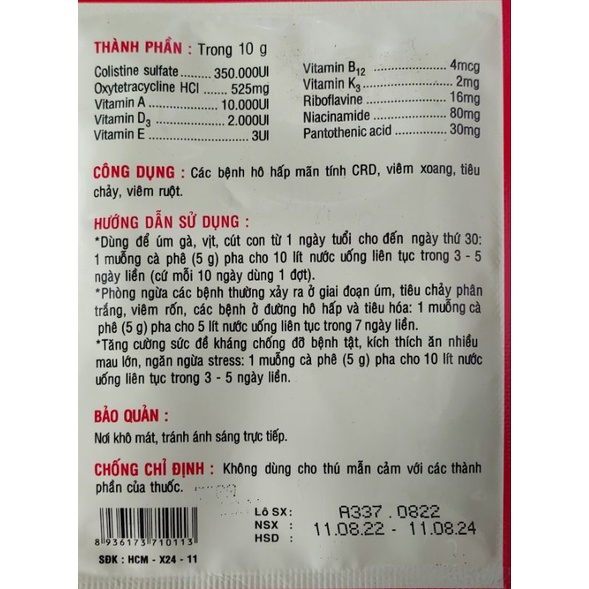 THÀNH PHẦN : Trong 10 g
Colistine sulfate ........ 350.000UI
Oxytetracycline HCl ..... 525mg
Vitamin A ................. 10.000UI
Vitamin D3 ................. 2.000UI
Vitamin E ........................ 3UI
Vitamin B12 .................. 4mcg
Vitamin K3 ..................... 2mg
Riboflavine ................... 16mg
Niacinamide ................. 80mg
Pantothenic acid ........... 30mg
CÔNG DỤNG : Các bệnh hô hấp mãn tính CRD, viêm xoang, tiêu
chảy, viêm ruột.
HƯỚNG DẪN SỬ DỤNG :
*Dùng để úm gà, vịt, cút con từ 1 ngày tuổi cho đến ngày thứ 30:
1 muỗng cà phê (5 g) pha cho 10 lít nước uống liên tục trong 3 - 5
ngày liền (cứ mỗi 10 ngày dùng 1 đợt).
*Phòng ngừa các bệnh thường xảy ra ở giai đoạn úm, tiêu chảy phân
trắng, viêm rốn, các bệnh ở đường hô hấp và tiêu hóa: 1 muỗng cà
phê (5 g) pha cho 5 lít nước uống liên tục trong 7 ngày liền.
*Tăng cường sức đề kháng chống đỡ bệnh tật, kích thích ăn nhiều
mau lớn, ngăn ngừa stress: 1 muỗng cà phê (5 g) pha cho 10 lít nước
uống liên tục trong 3 - 5 ngày liền.
BẢO QUẢN :
Nơi khô mát, tránh ánh sáng trực tiếp.
CHỐNG CHỈ ĐỊNH : Không dùng cho thú mẫn cảm với các thành
phần của thuốc.
Lô SX: A337.0822
NSX : 11.08.22 - 11.08.24
HSD :
8 936173 710113
SĐK : HCM - X24 - 11